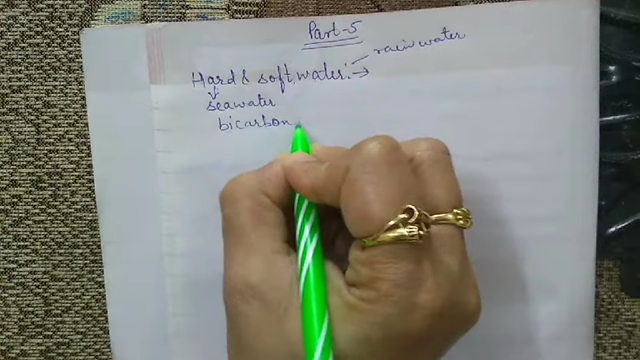 Part-5
rain water
Hard & soft water:→
↓
seawater
bicarbon